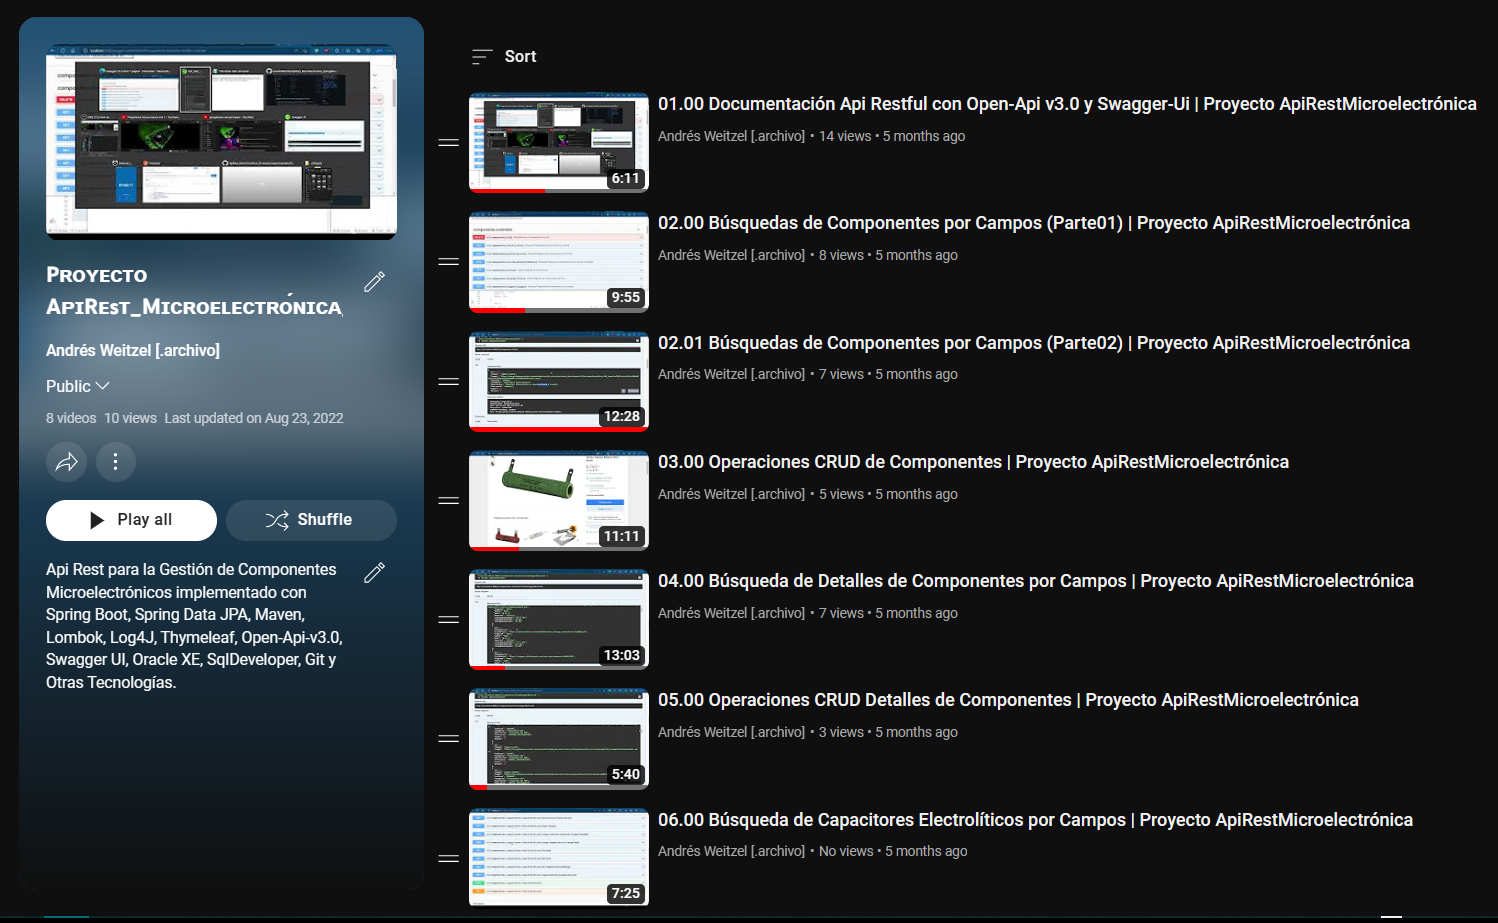 Proyecto
ApiRest_Microelectrónica
Andrés Weitzel [.archivo]
Public
8 videos 10 views Last updated on Aug 23, 2022
Play all
Shuffle
Api Rest para la Gestión de Componentes
Microelectrónicos implementado con
Spring Boot, Spring Data JPA, Maven,
Lombok, Log4J, Thymeleaf, Open-Api-v3.0,
Swagger UI, Oracle XE, SqlDeveloper, Git y
Otras Tecnologías.
Sort
01.00 Documentación Api Restful con Open-Api v3.0 y Swagger-Ui | Proyecto ApiRestMicroelectrónica
Andrés Weitzel [.archivo] • 14 views • 5 months ago
6:11
02.00 Búsquedas de Componentes por Campos (Parte01) | Proyecto ApiRestMicroelectrónica
Andrés Weitzel [.archivo] • 8 views • 5 months ago
9:55
02.01 Búsquedas de Componentes por Campos (Parte02) | Proyecto ApiRestMicroelectrónica
Andrés Weitzel [.archivo] • 7 views • 5 months ago
12:28
03.00 Operaciones CRUD de Componentes | Proyecto ApiRestMicroelectrónica
Andrés Weitzel [.archivo] • 5 views • 5 months ago
11:11
04.00 Búsqueda de Detalles de Componentes por Campos | Proyecto ApiRestMicroelectrónica
Andrés Weitzel [.archivo] • 7 views • 5 months ago
13:03
05.00 Operaciones CRUD Detalles de Componentes | Proyecto ApiRestMicroelectrónica
Andrés Weitzel [.archivo] • 3 views • 5 months ago
5:40
06.00 Búsqueda de Capacitores Electrolíticos por Campos | Proyecto ApiRestMicroelectrónica
Andrés Weitzel [.archivo] • No views • 5 months ago
7:25